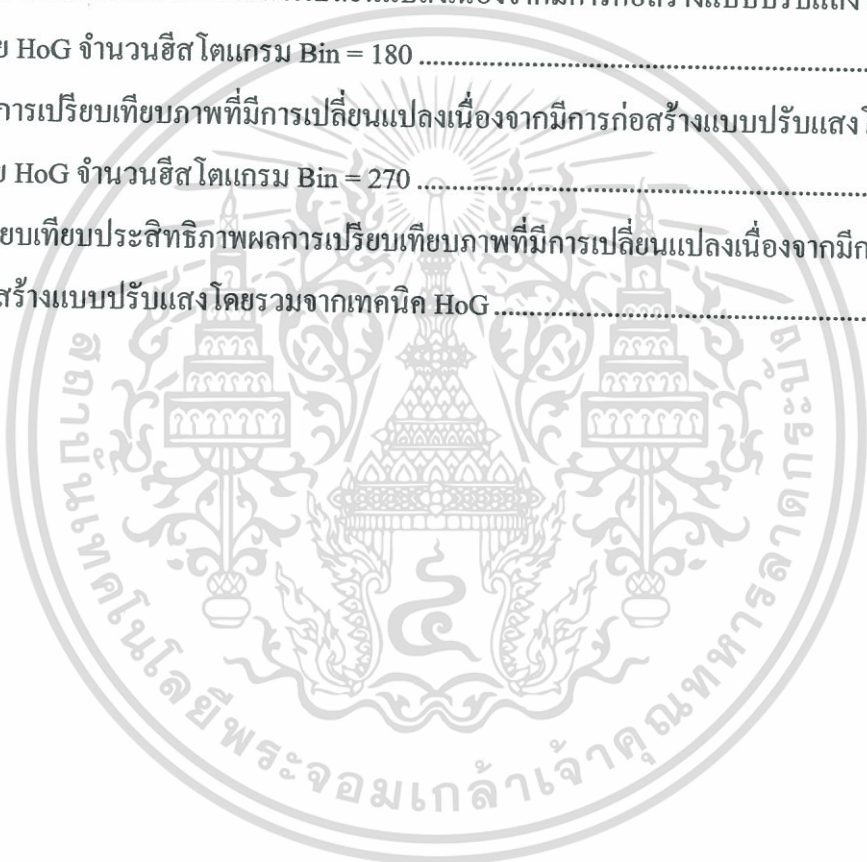 ย HoG จำนวนฮีสโตแกรม Bin = 180 ................................................
การเปรียบเทียบภาพที่มีการเปลี่ยนแปลงเนื่องจากมีการก่อสร้างแบบปรับแสงโ
ย HoG จำนวนฮีสโตแกรม Bin = 270 ................................................
ยบเทียบประสิทธิภาพผลการเปรียบเทียบภาพที่มีการเปลี่ยนแปลงเนื่องจากมีก
สร้างแบบปรับแสงโดยรวมจากเทคนิค HoG ........................................
สถาบันเทคโนโลยีพระจอมเกล้าเจ้าคุณทหารลาดกระบัง